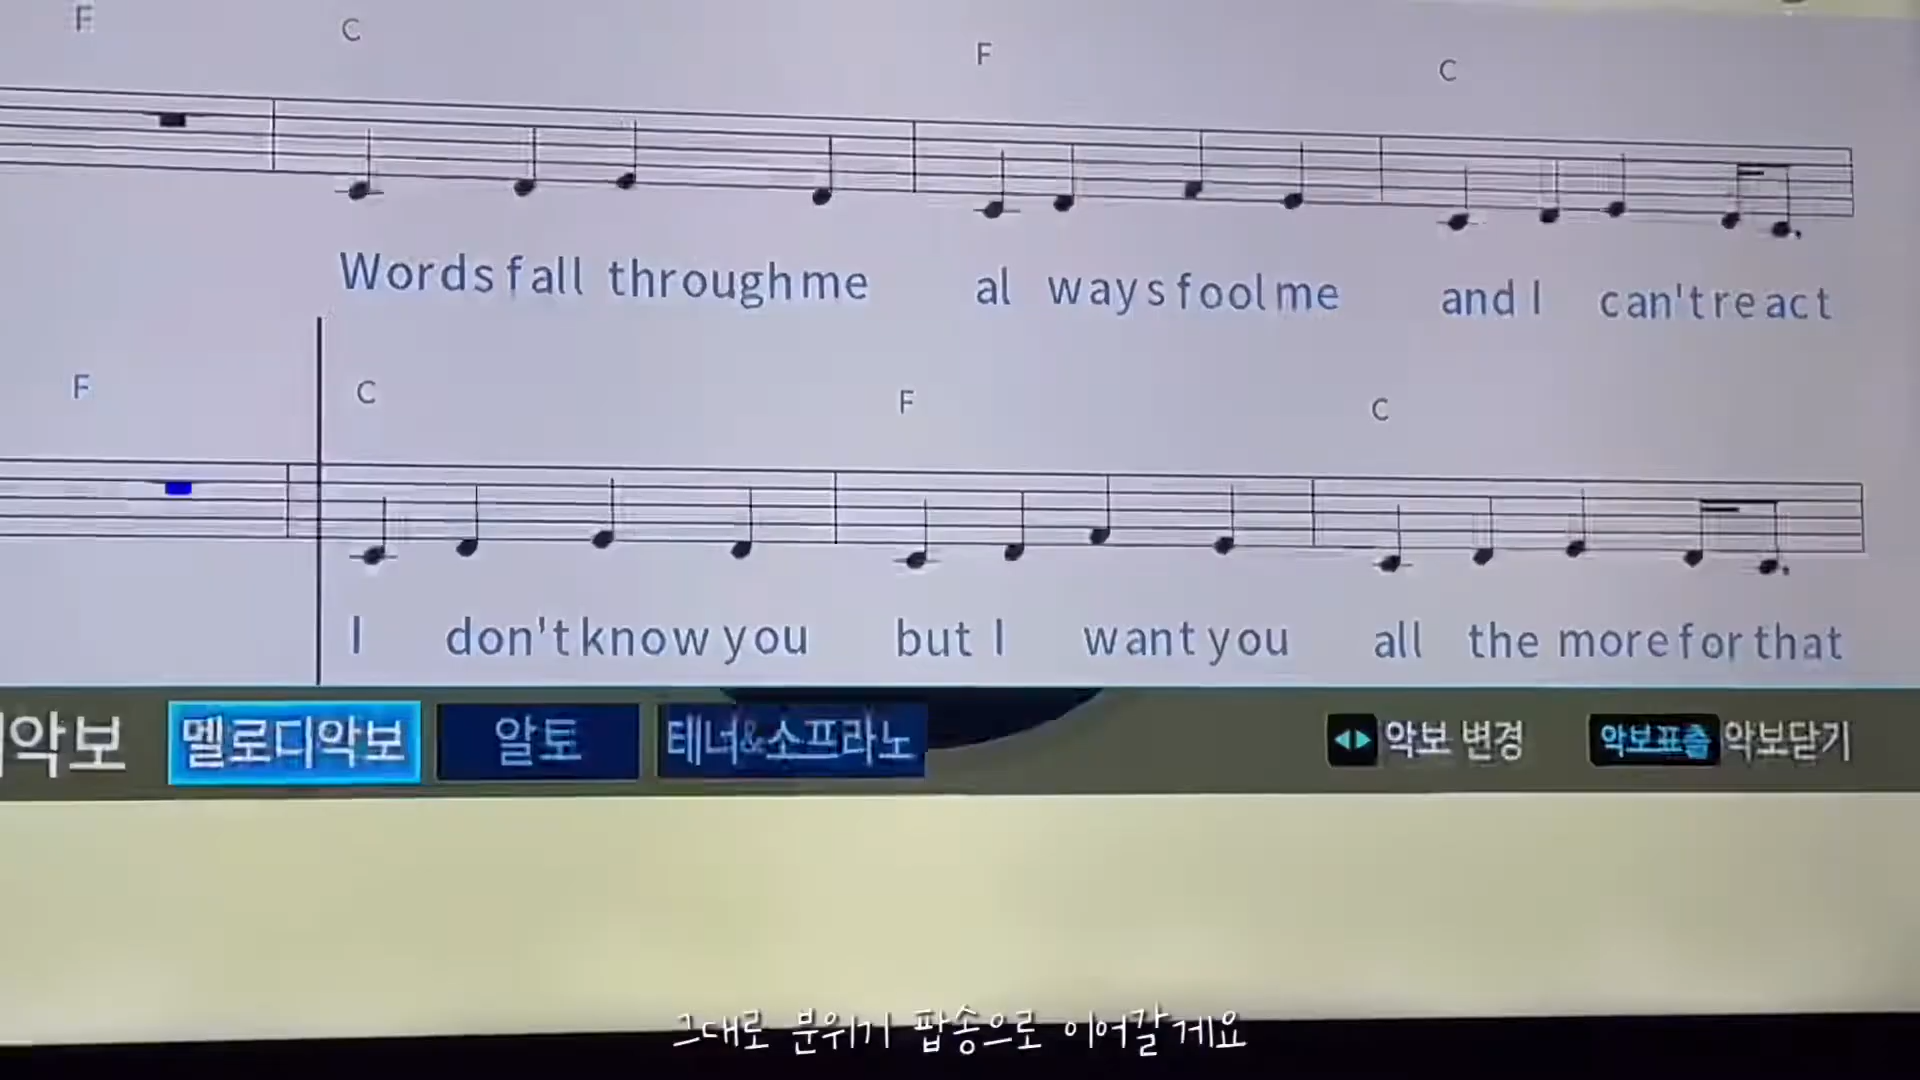 F C F C
Words fall through me al ways fool me and I can't re act
F C F C
I don't know you but I want you all the more for that
악보 멜로디악보 알토 테너&소프라노 악보 변경 악보표출 악보닫기
그대로 분위기 팝송으로 이어갈게요